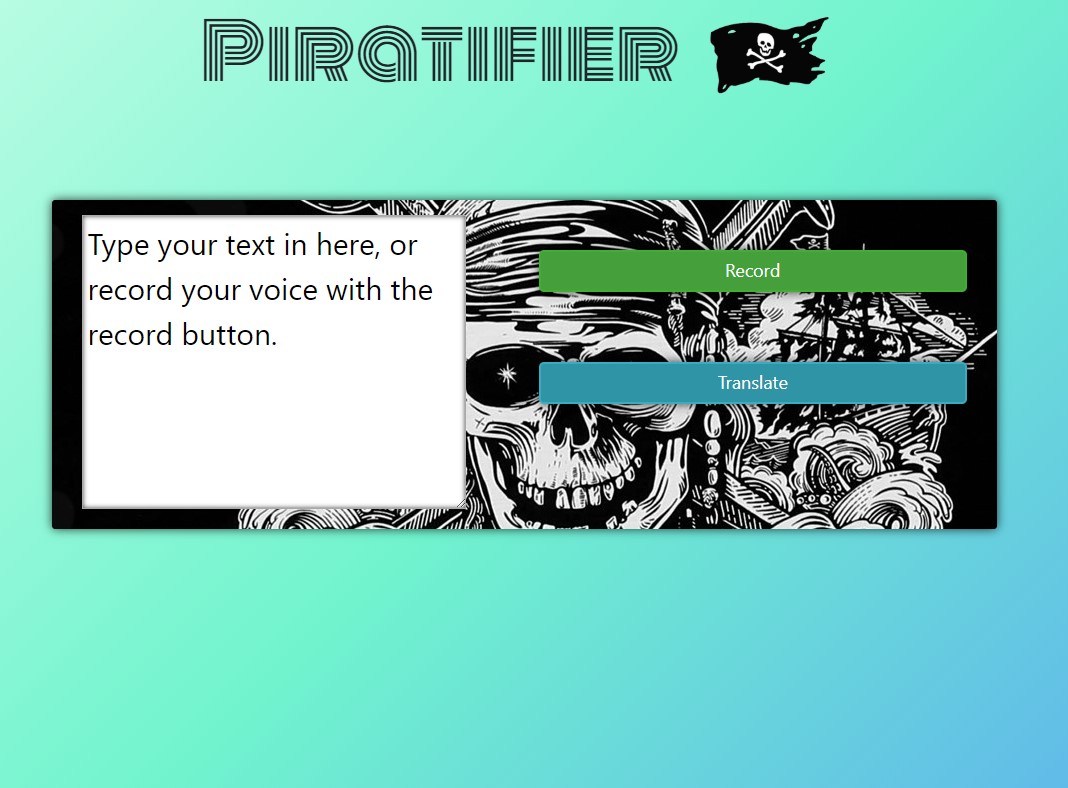 Piratifier
Type your text in here, or
record your voice with the
record button.
Record
Translate